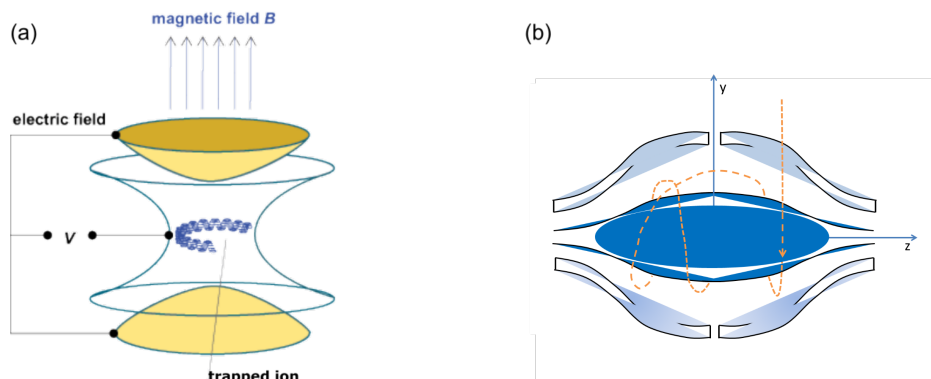 (a)
magnetic field B
electric field
V
trapped ion
(b)
y
z